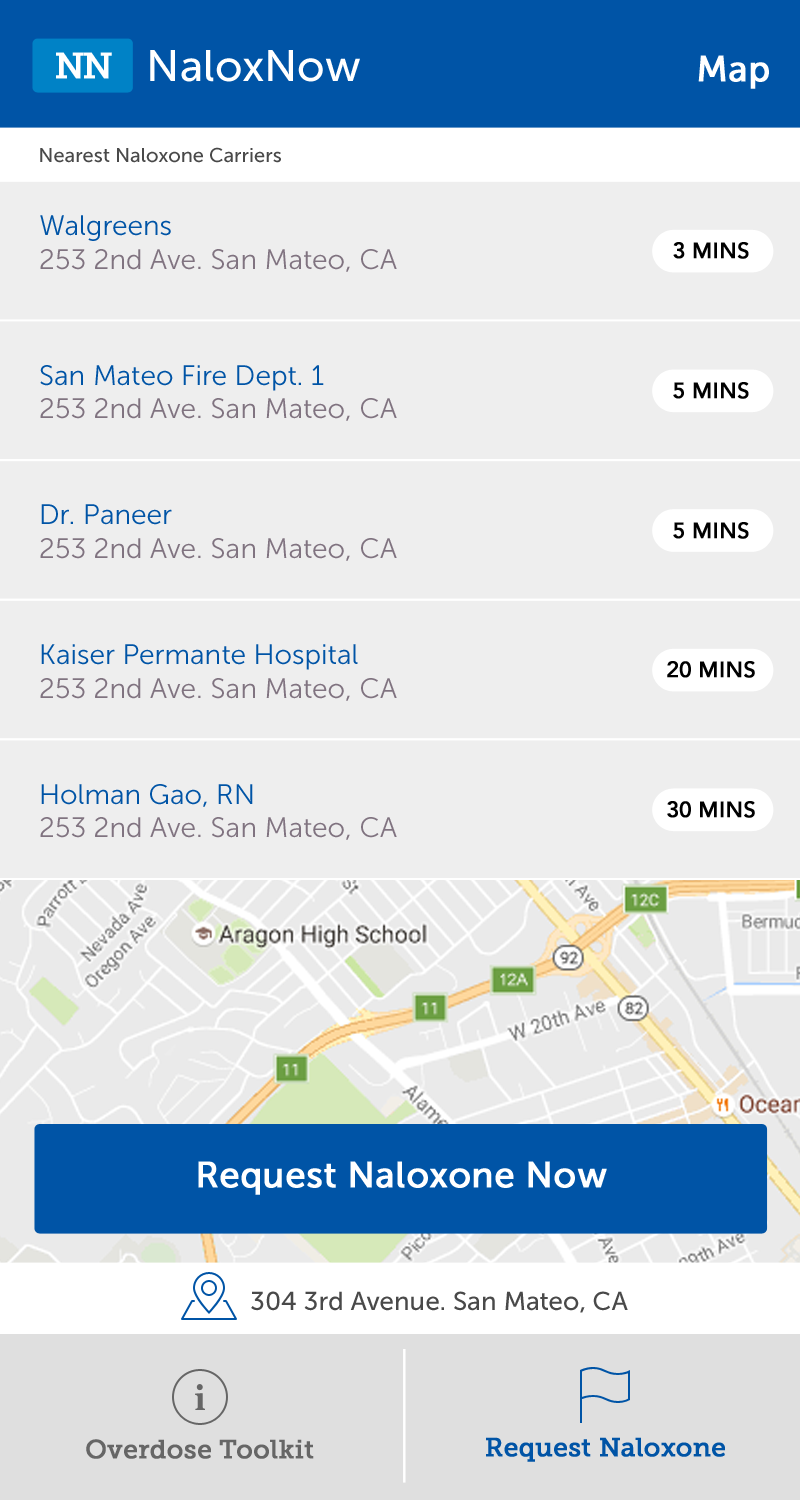 NN NaloxNow Map
Nearest Naloxone Carriers
Walgreens
253 2nd Ave. San Mateo, CA
3 MINS
San Mateo Fire Dept. 1
253 2nd Ave. San Mateo, CA
5 MINS
Dr. Paneer
253 2nd Ave. San Mateo, CA
5 MINS
Kaiser Permante Hospital
253 2nd Ave. San Mateo, CA
20 MINS
Holman Gao, RN
253 2nd Ave. San Mateo, CA
30 MINS
Parrott
Nevada Ave
Oregon Ave
st
Ave
12C
Aragon High School
Bermud
92
12A
11
W 20th Ave
82
11
Alame
Ocean
Request Naloxone Now
Pico
Ave
9th Ave
304 3rd Avenue. San Mateo, CA
i
Overdose Toolkit
Request Naloxone